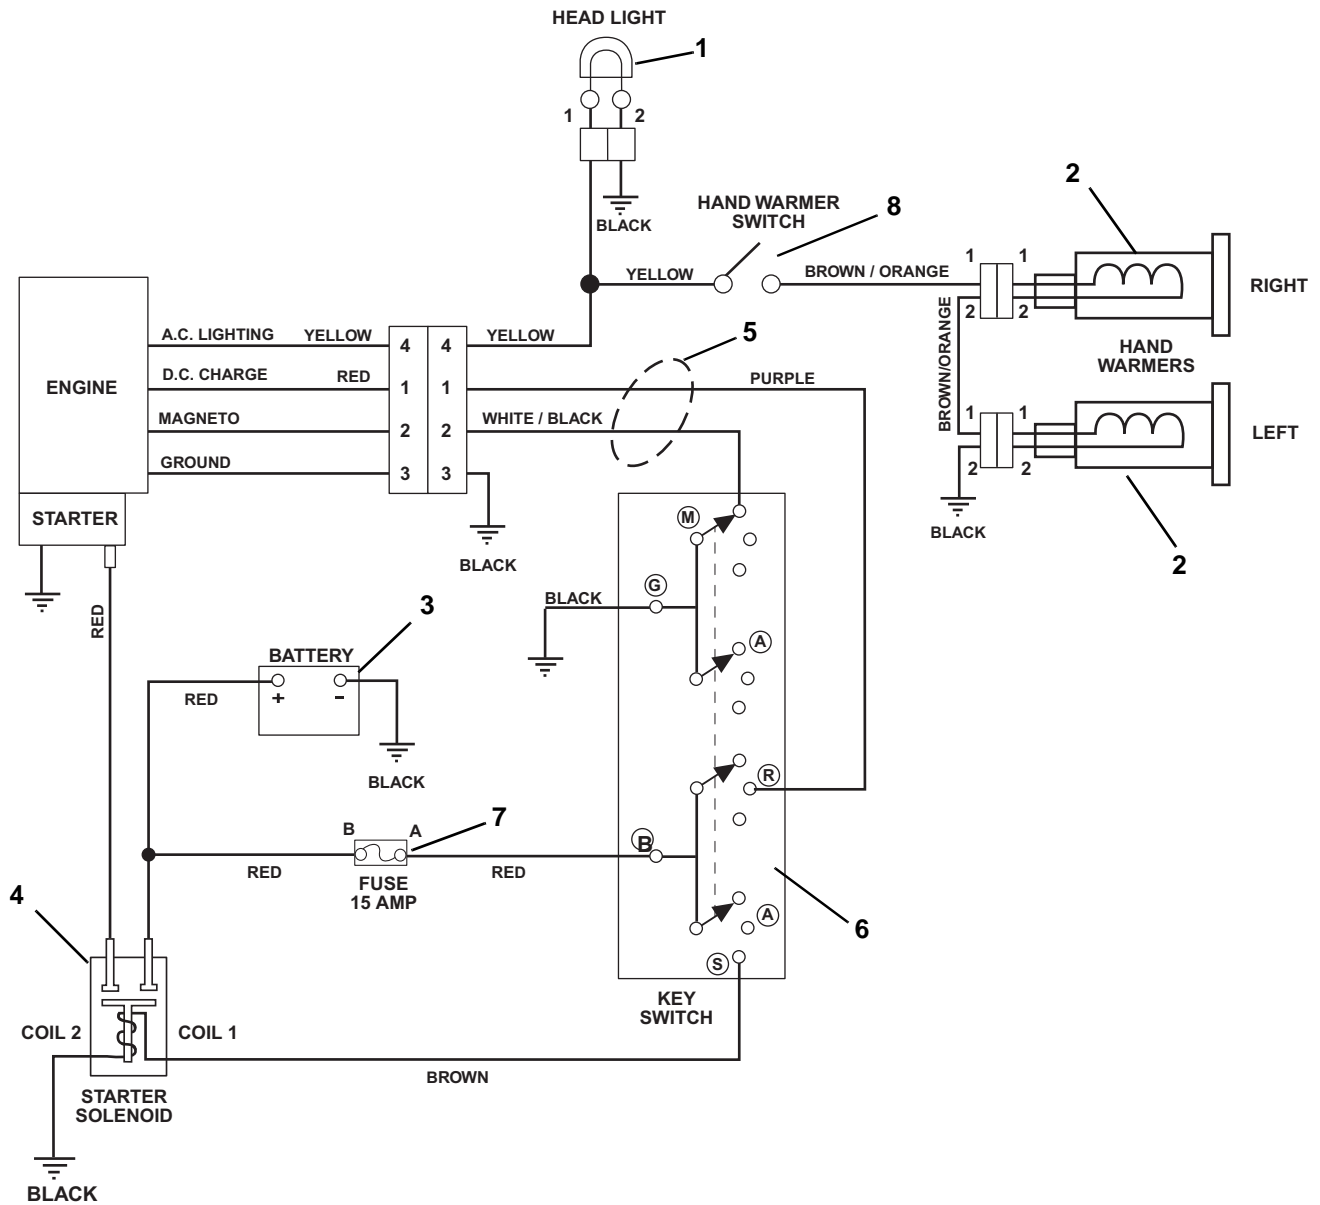 HEAD LIGHT
1
1
2
BLACK
HAND WARMER
SWITCH
8
2
YELLOW
BROWN / ORANGE
1
1
2
2
RIGHT
A.C. LIGHTING
YELLOW
4
4
YELLOW
5
BROWN/ORANGE
HAND
WARMERS
ENGINE
D.C. CHARGE
RED
1
1
PURPLE
MAGNETO
2
2
WHITE / BLACK
1
1
2
2
LEFT
GROUND
3
3
STARTER
BLACK
BLACK
2
M
G
BLACK
A
RED
3
BATTERY
+
-
RED
BLACK
R
7
B
A
B
RED
FUSE
15 AMP
RED
4
A
6
S
KEY
SWITCH
COIL 2
COIL 1
BROWN
STARTER
SOLENOID
BLACK